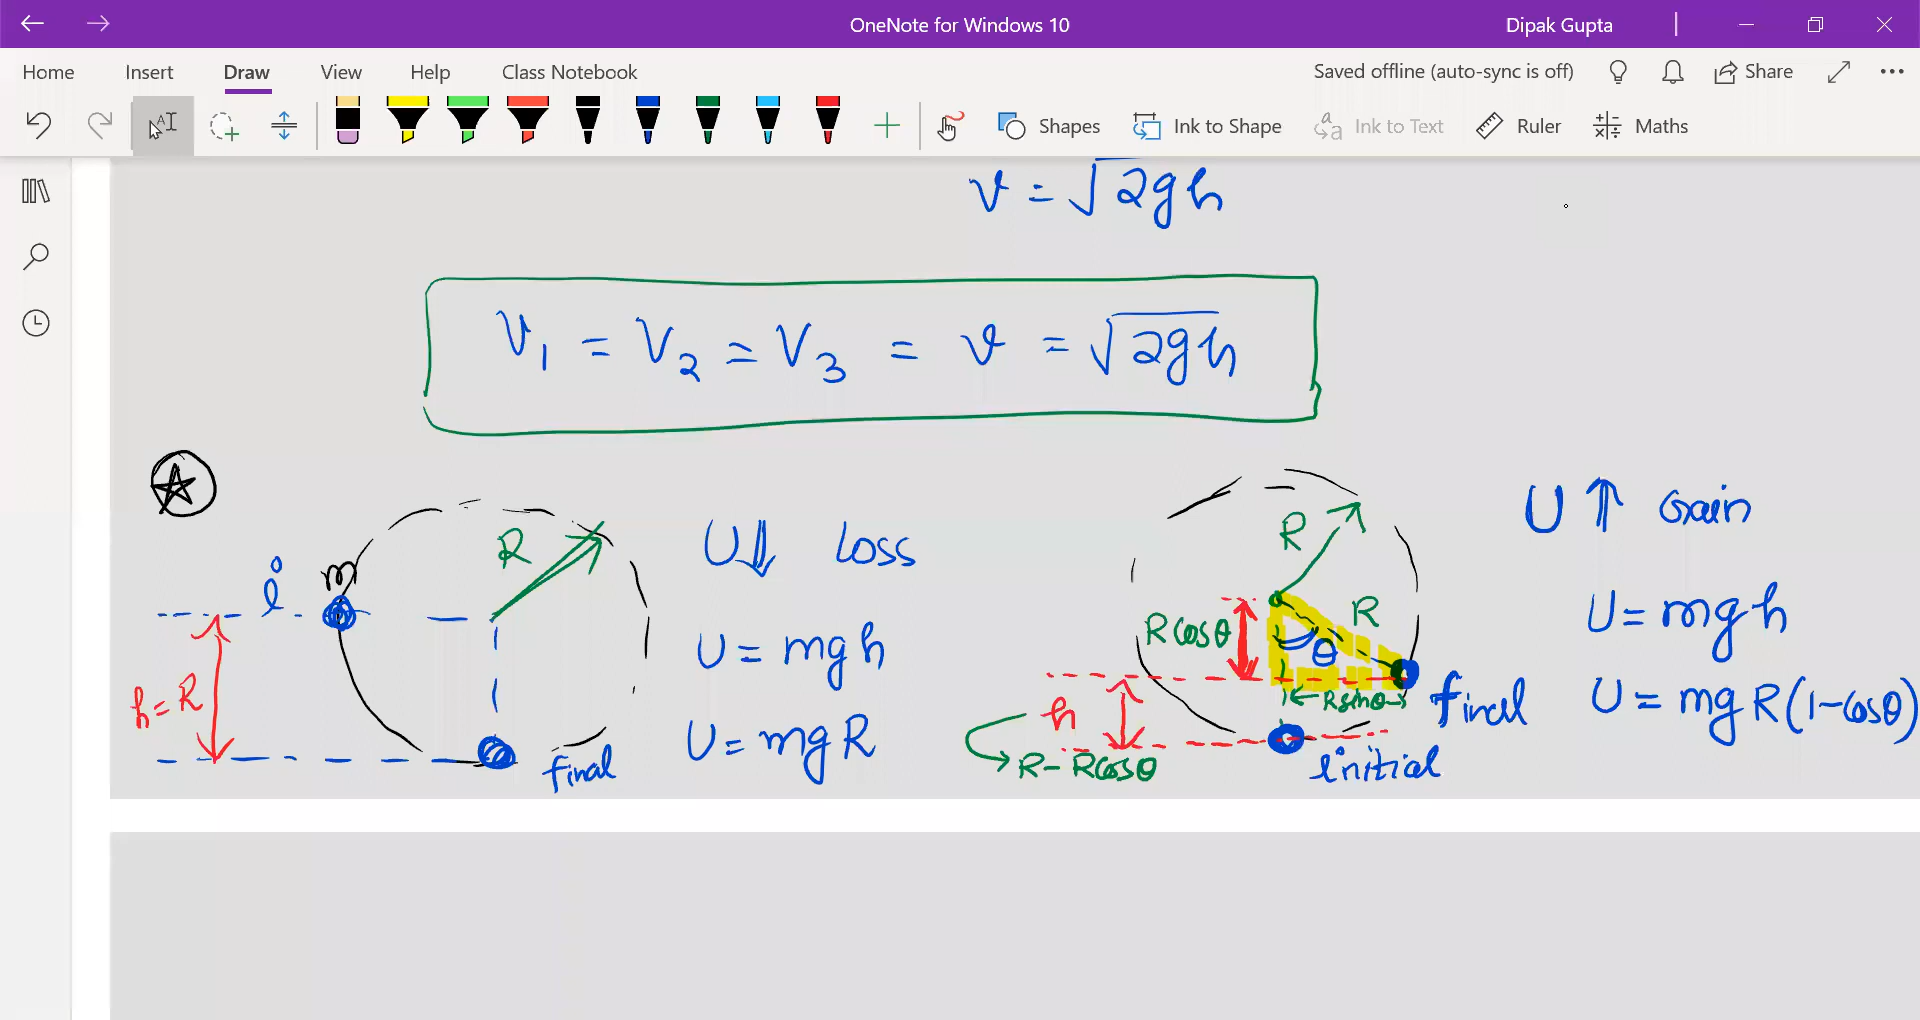 OneNote for Windows 10
Dipak Gupta
Home Insert Draw View Help Class Notebook
Saved offline (auto-sync is off) Share
Shapes Ink to Shape Ink to Text Ruler Maths
v = √2gh
V₁ = V₂ = V₃ = v = √2gh
i m R
U⇓ Loss
h = R
U = mgh
U = mgR
final
R
U ↑ Gain
Rcosθ R θ
U = mgh
h ←Rsinθ→ final
U = mgR(1-cosθ)
R-Rcosθ initial